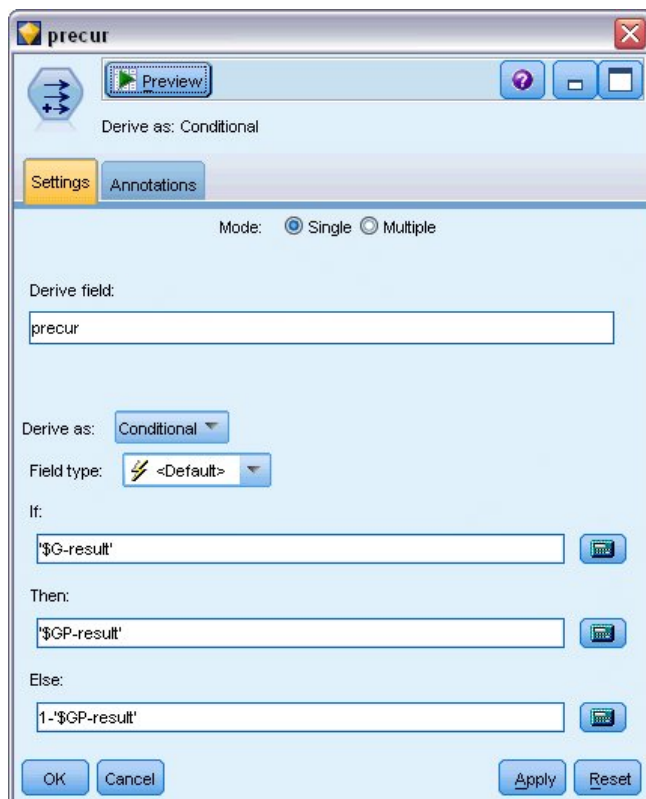 precur
Preview
Derive as: Conditional
Settings Annotations
Mode: Single Multiple
Derive field:
precur
Derive as: Conditional
Field type: <Default>
If:
'$G-result'
Then:
'$GP-result'
Else:
1-'$GP-result'
OK Cancel Apply Reset